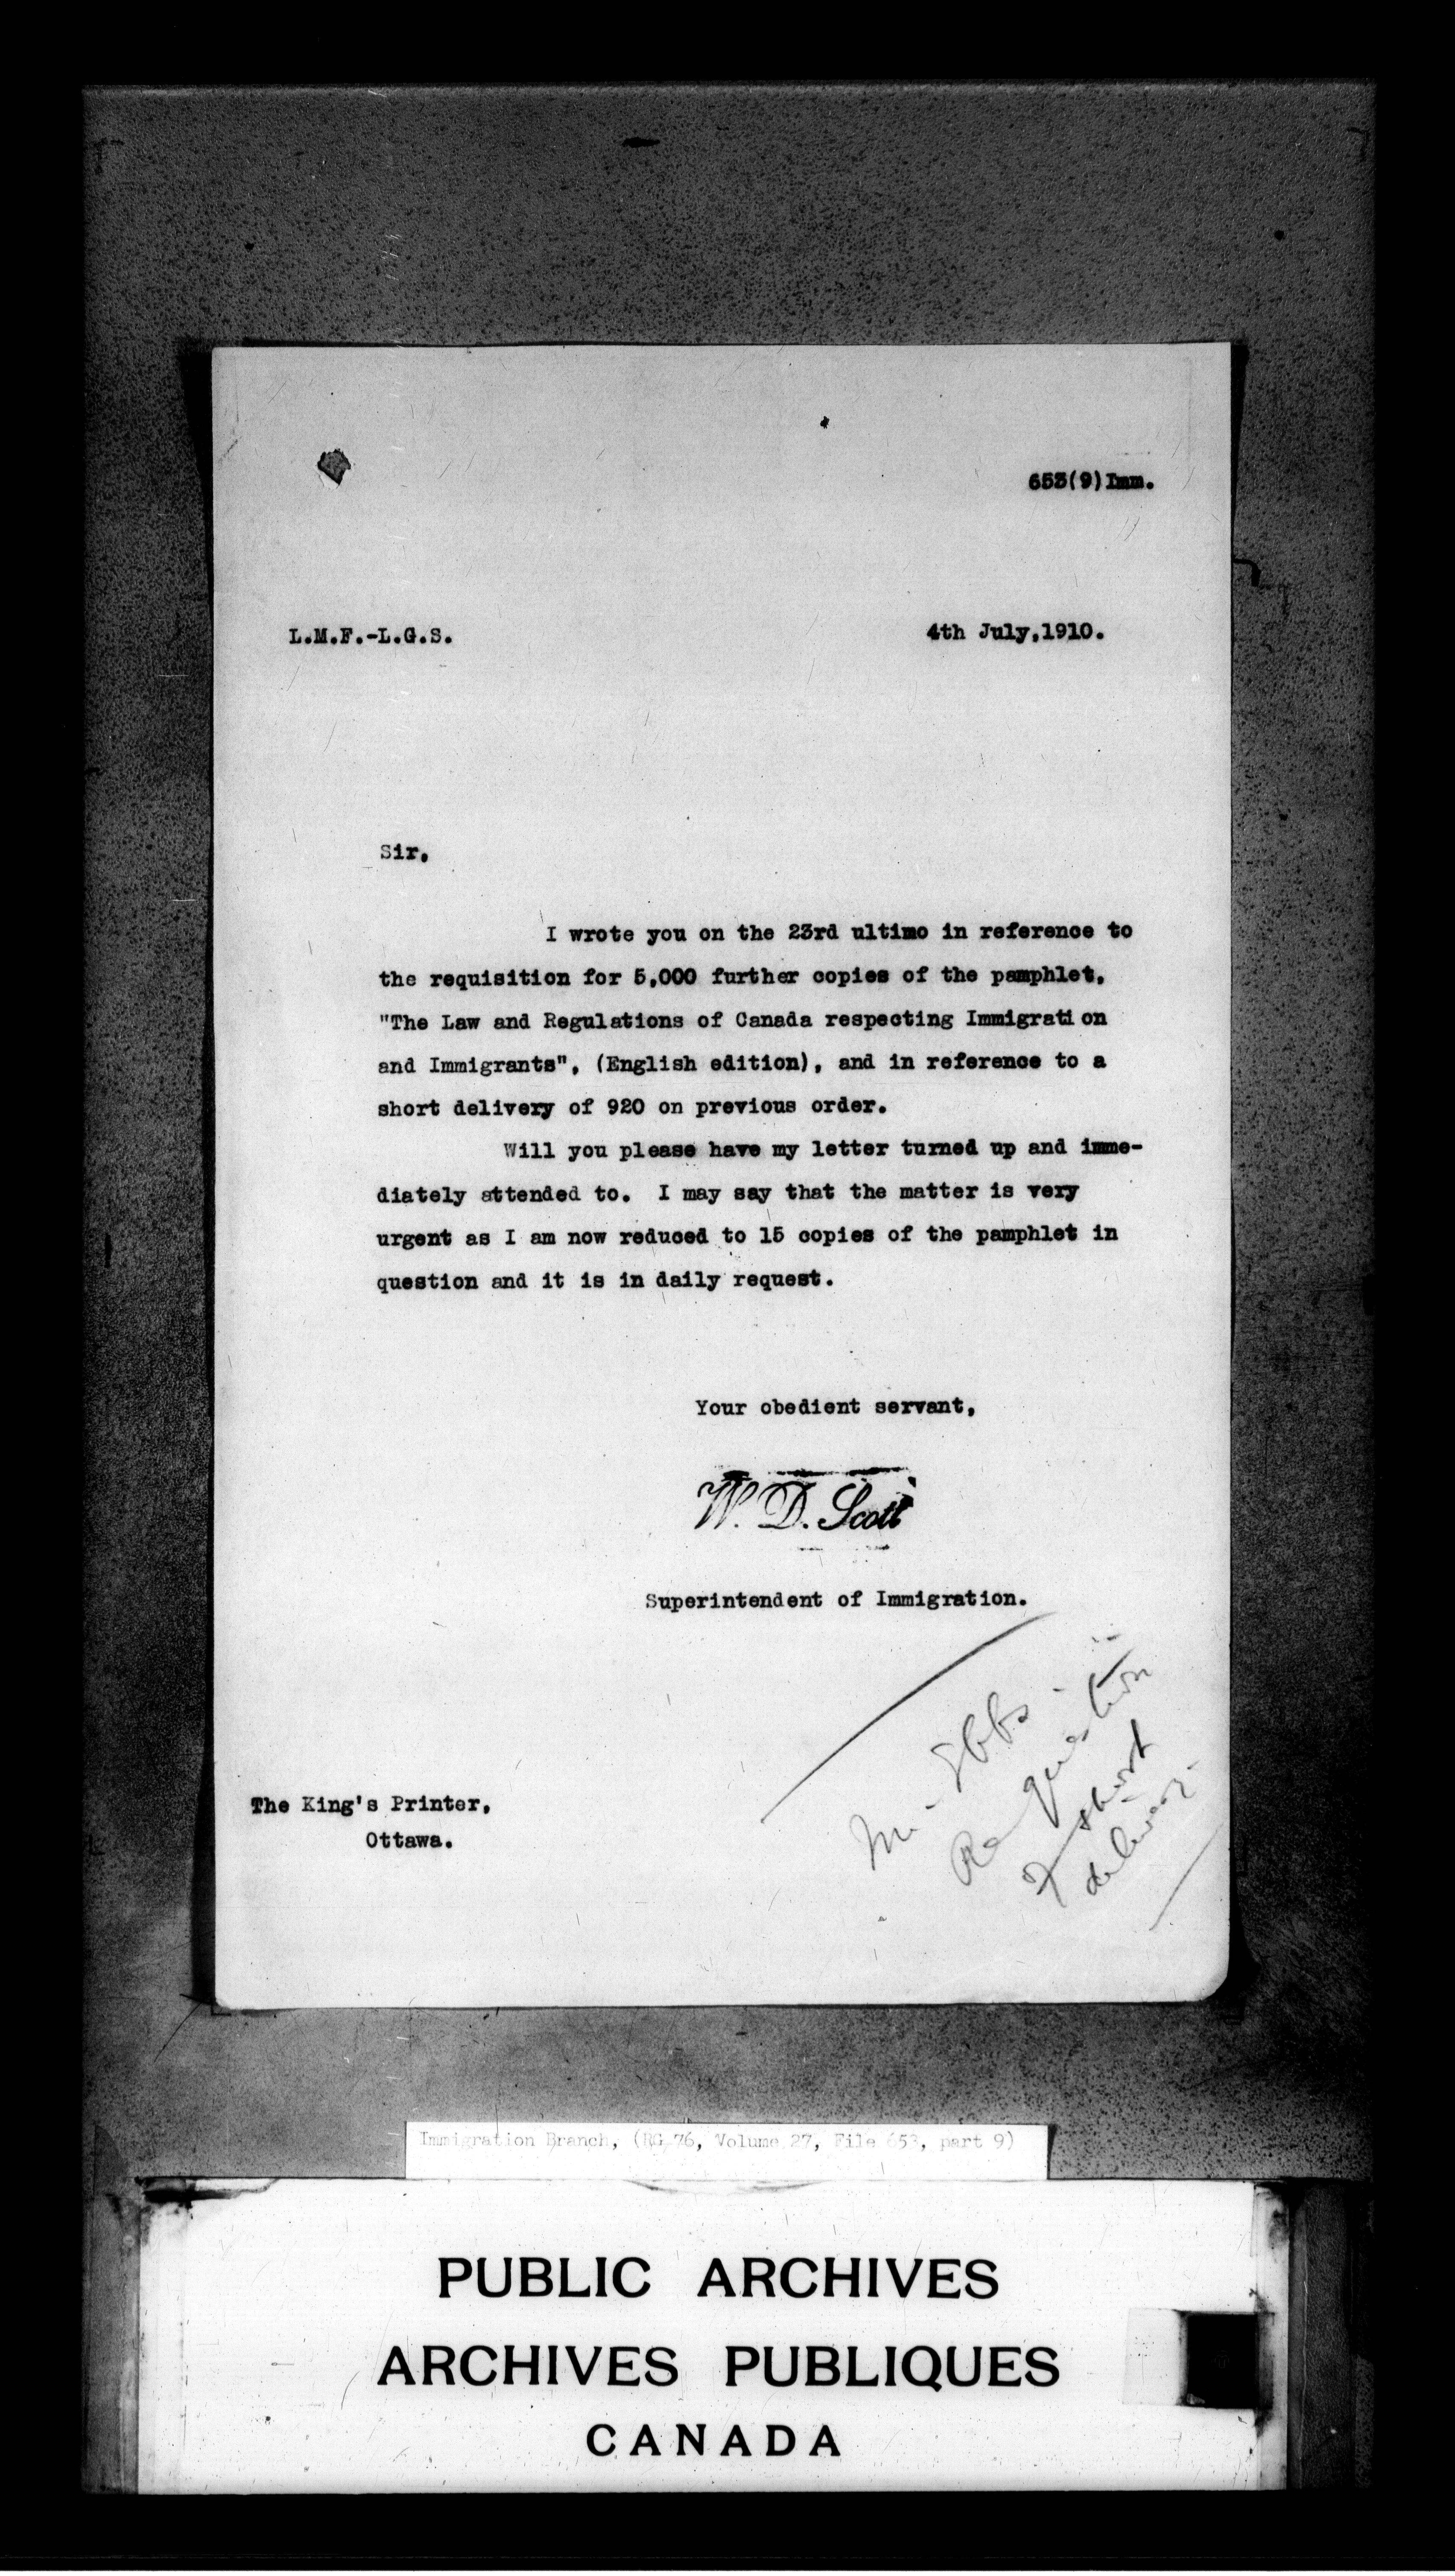 653(9)Imm.
L.M.F.-L.G.S.
4th July,1910.
Sir,
I wrote you on the 23rd ultimo in reference to
the requisition for 5,000 further copies of the pamphlet,
"The Law and Regulations of Canada respecting Immigration
and Immigrants", (English edition), and in reference to a
short delivery of 920 on previous order.
Will you please have my letter turned up and imme-
diately attended to. I may say that the matter is very
urgent as I am now reduced to 15 copies of the pamphlet in
question and it is in daily request.
Your obedient servant,
W. D. Scott
Superintendent of Immigration.
The King's Printer,
Ottawa.
short
delivery.
Immigration Branch, (RG 76, Volume 27, File 653, part 9)
PUBLIC ARCHIVES
ARCHIVES PUBLIQUES
CANADA